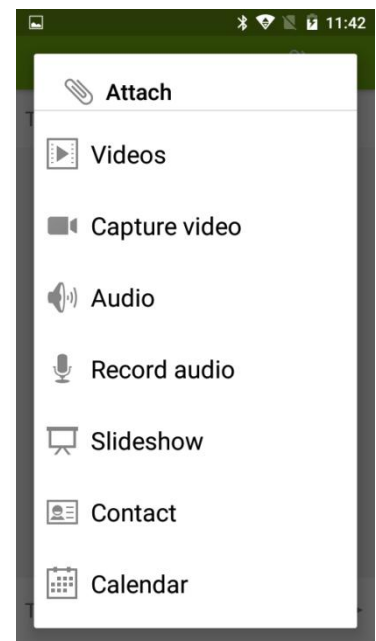 11:42
Attach
T
Videos
Capture video
Audio
Record audio
Slideshow
Contact
Calendar
T